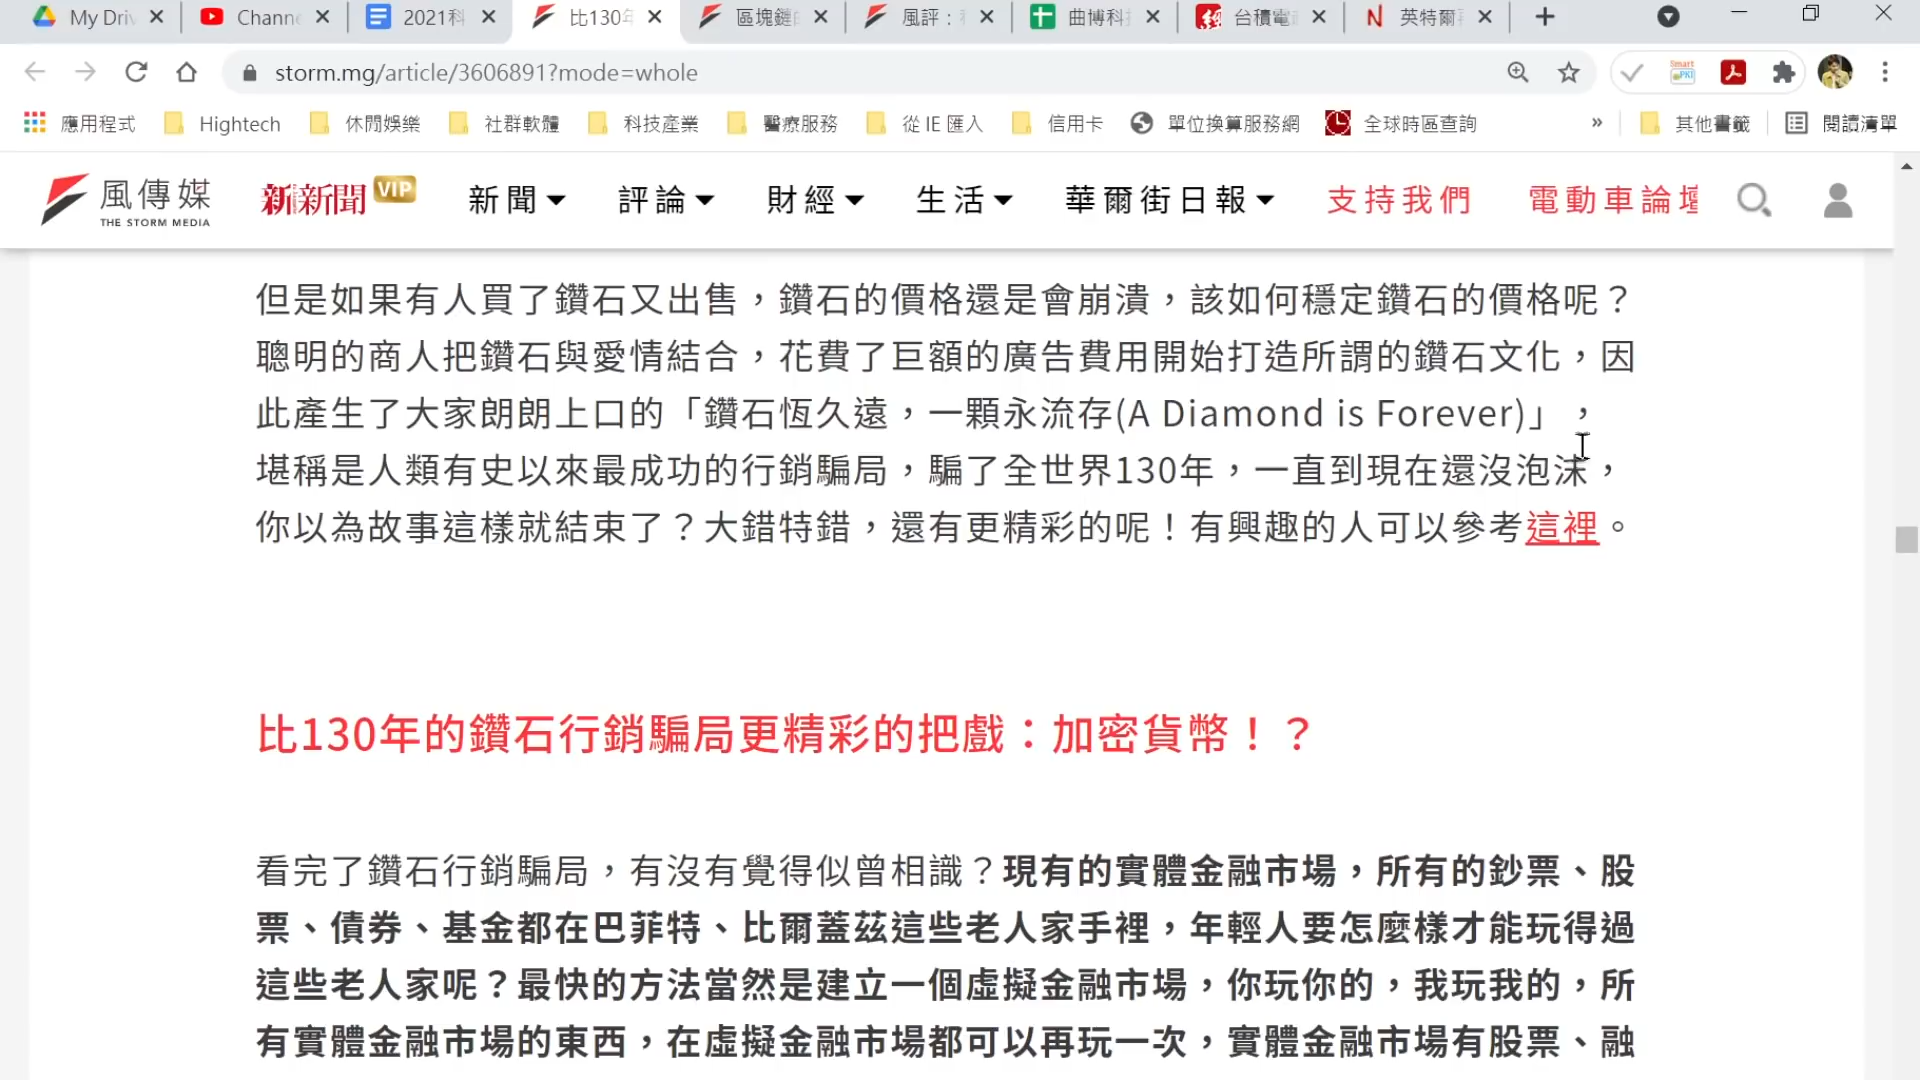 My Driv
Channe
2021科
比130年
區塊鏈
風評：
曲博科
台積電
英特爾
storm.mg/article/3606891?mode=whole
Smart
PKI
應用程式
Hightech
休閒娛樂
社群軟體
科技產業
醫療服務
從 IE 匯入
信用卡
單位換算服務網
全球時區查詢
»
其他書籤
閱讀清單
風傳媒
THE STORM MEDIA
新新聞 VIP
新聞
評論
財經
生活
華爾街日報
支持我們
電動車論壇
但是如果有人買了鑽石又出售，鑽石的價格還是會崩潰，該如何穩定鑽石的價格呢？
聰明的商人把鑽石與愛情結合，花費了巨額的廣告費用開始打造所謂的鑽石文化，因
此產生了大家朗朗上口的「鑽石恆久遠，一顆永流存(A Diamond is Forever)」，
堪稱是人類有史以來最成功的行銷騙局，騙了全世界130年，一直到現在還沒泡沫，
你以為故事這樣就結束了？大錯特錯，還有更精彩的呢！有興趣的人可以參考這裡。
比130年的鑽石行銷騙局更精彩的把戲：加密貨幣！？
看完了鑽石行銷騙局，有沒有覺得似曾相識？現有的實體金融市場，所有的鈔票、股
票、債券、基金都在巴菲特、比爾蓋茲這些老人家手裡，年輕人要怎麼樣才能玩得過
這些老人家呢？最快的方法當然是建立一個虛擬金融市場，你玩你的，我玩我的，所
有實體金融市場的東西，在虛擬金融市場都可以再玩一次，實體金融市場有股票、融